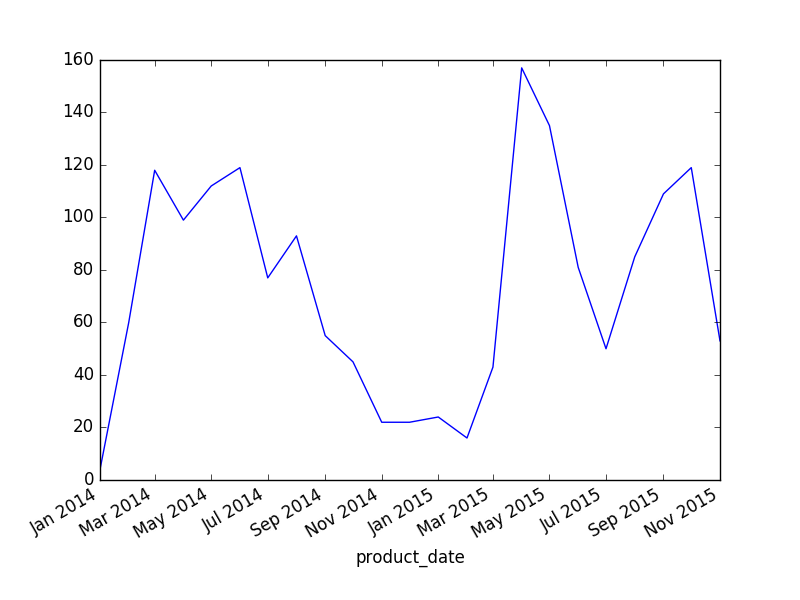 160
140
120
100
80
60
40
20
0
Jan 2014
Mar 2014
May 2014
Jul 2014
Sep 2014
Nov 2014
Jan 2015
Mar 2015
May 2015
Jul 2015
Sep 2015
Nov 2015
product_date